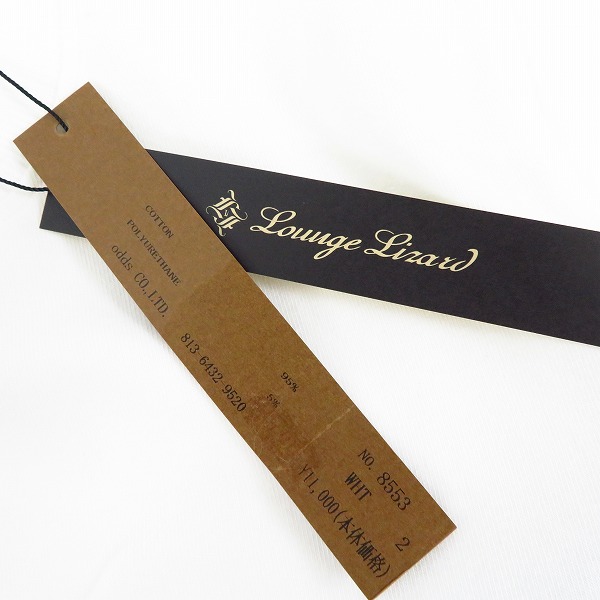 Lounge Lizard
COTTON 95%
POLYURETHANE 5%
odds CO.,LTD.
813-6432-9520
NO. 8553
WHT 2
¥11,000(本体価格)